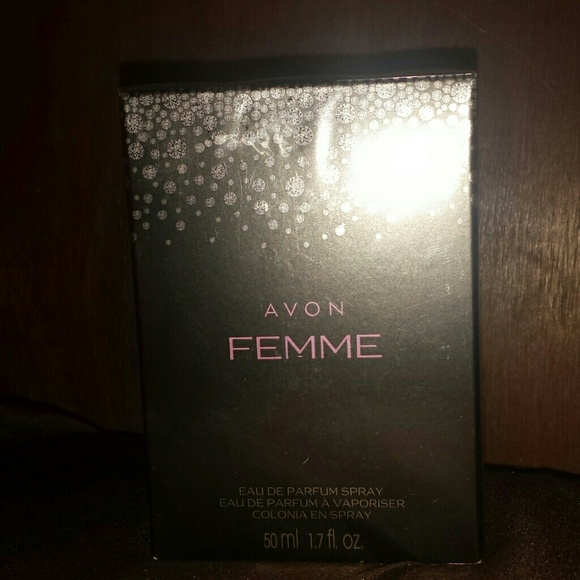 AVON
FEMME
EAU DE PARFUM SPRAY
EAU DE PARFUM À VAPORISER
COLONIA EN SPRAY
50 ml 1.7 fl. oz.